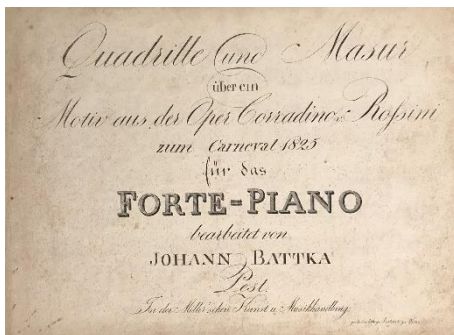 Quadrille und Masur
über ein
Motiv aus der Oper Corradino v. Rossini
zum Carneval 1825
für das
FORTE-PIANO
bearbeitet von
JOHANN BATTKA
Pest.
In der Miller'schen Kunst u. Musikhandlung